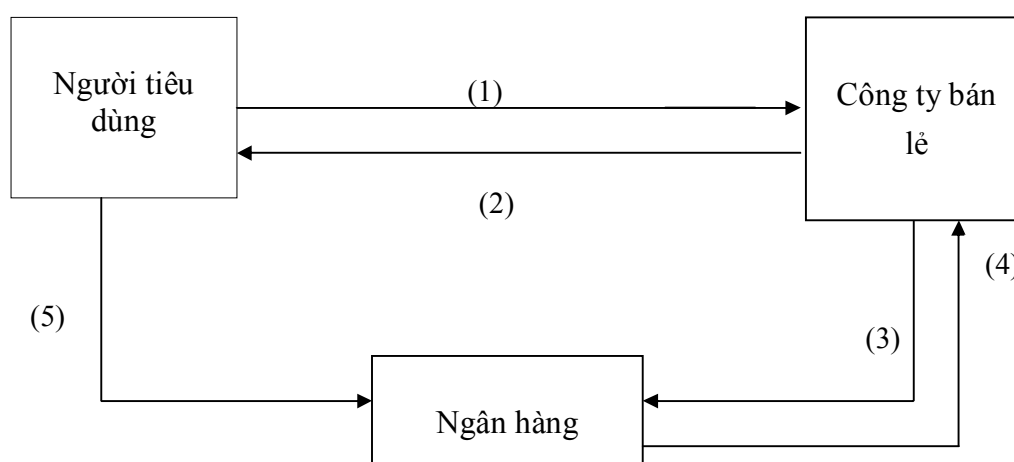 Người tiêu
dùng
(1)
Công ty bán
lẻ
(2)
(4)
(5)
(3)
Ngân hàng